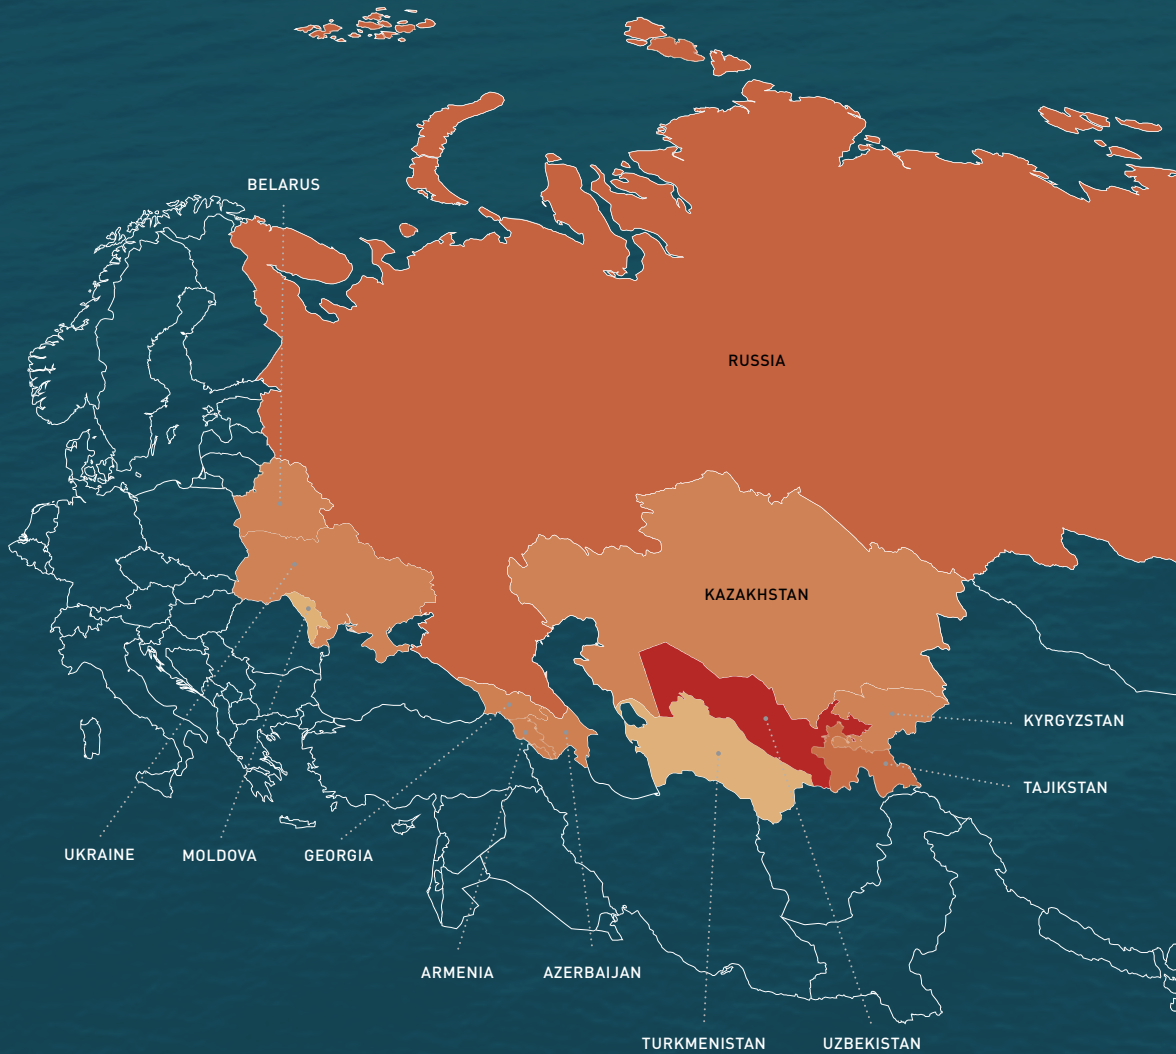 BELARUS
RUSSIA
KAZAKHSTAN
KYRGYZSTAN
TAJIKSTAN
UKRAINE
MOLDOVA
GEORGIA
ARMENIA
AZERBAIJAN
TURKMENISTAN
UZBEKISTAN